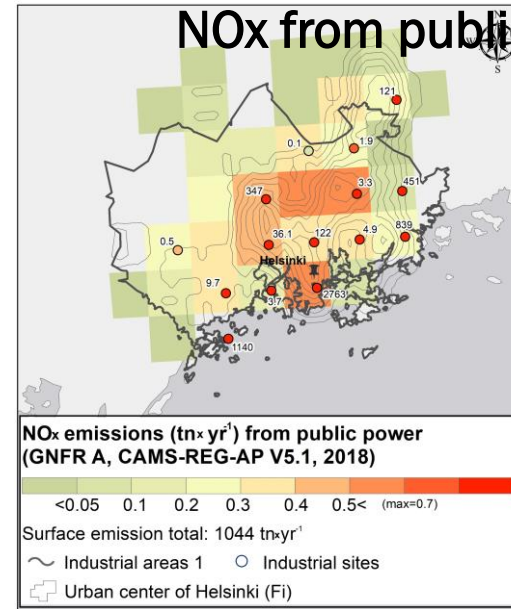 NOx from publi
N
W
S
121
0.1
1.9
347
3.3
451
36.1
122
4.9
839
0.5
Helsinki
9.7
3.7
2763
1140
NOx emissions (tn× yr⁻¹) from public power
(GNFR A, CAMS-REG-AP V5.1, 2018)
<0.05 0.1 0.2 0.3 0.4 0.5< (max=0.7)
Surface emission total: 1044 tn×yr⁻¹
Industrial areas 1 Industrial sites
Urban center of Helsinki (Fi)